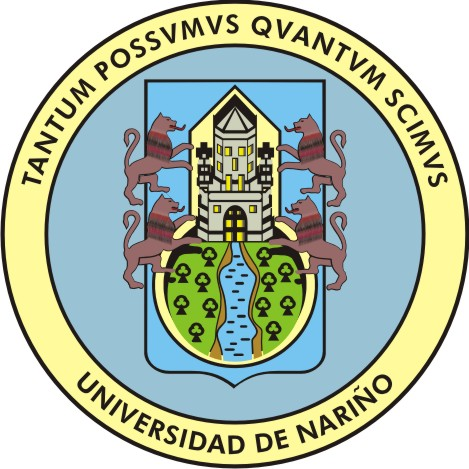 TANTUM POSSVMVS QVANTVM SCIMVS
UNIVERSIDAD DE NARIÑO